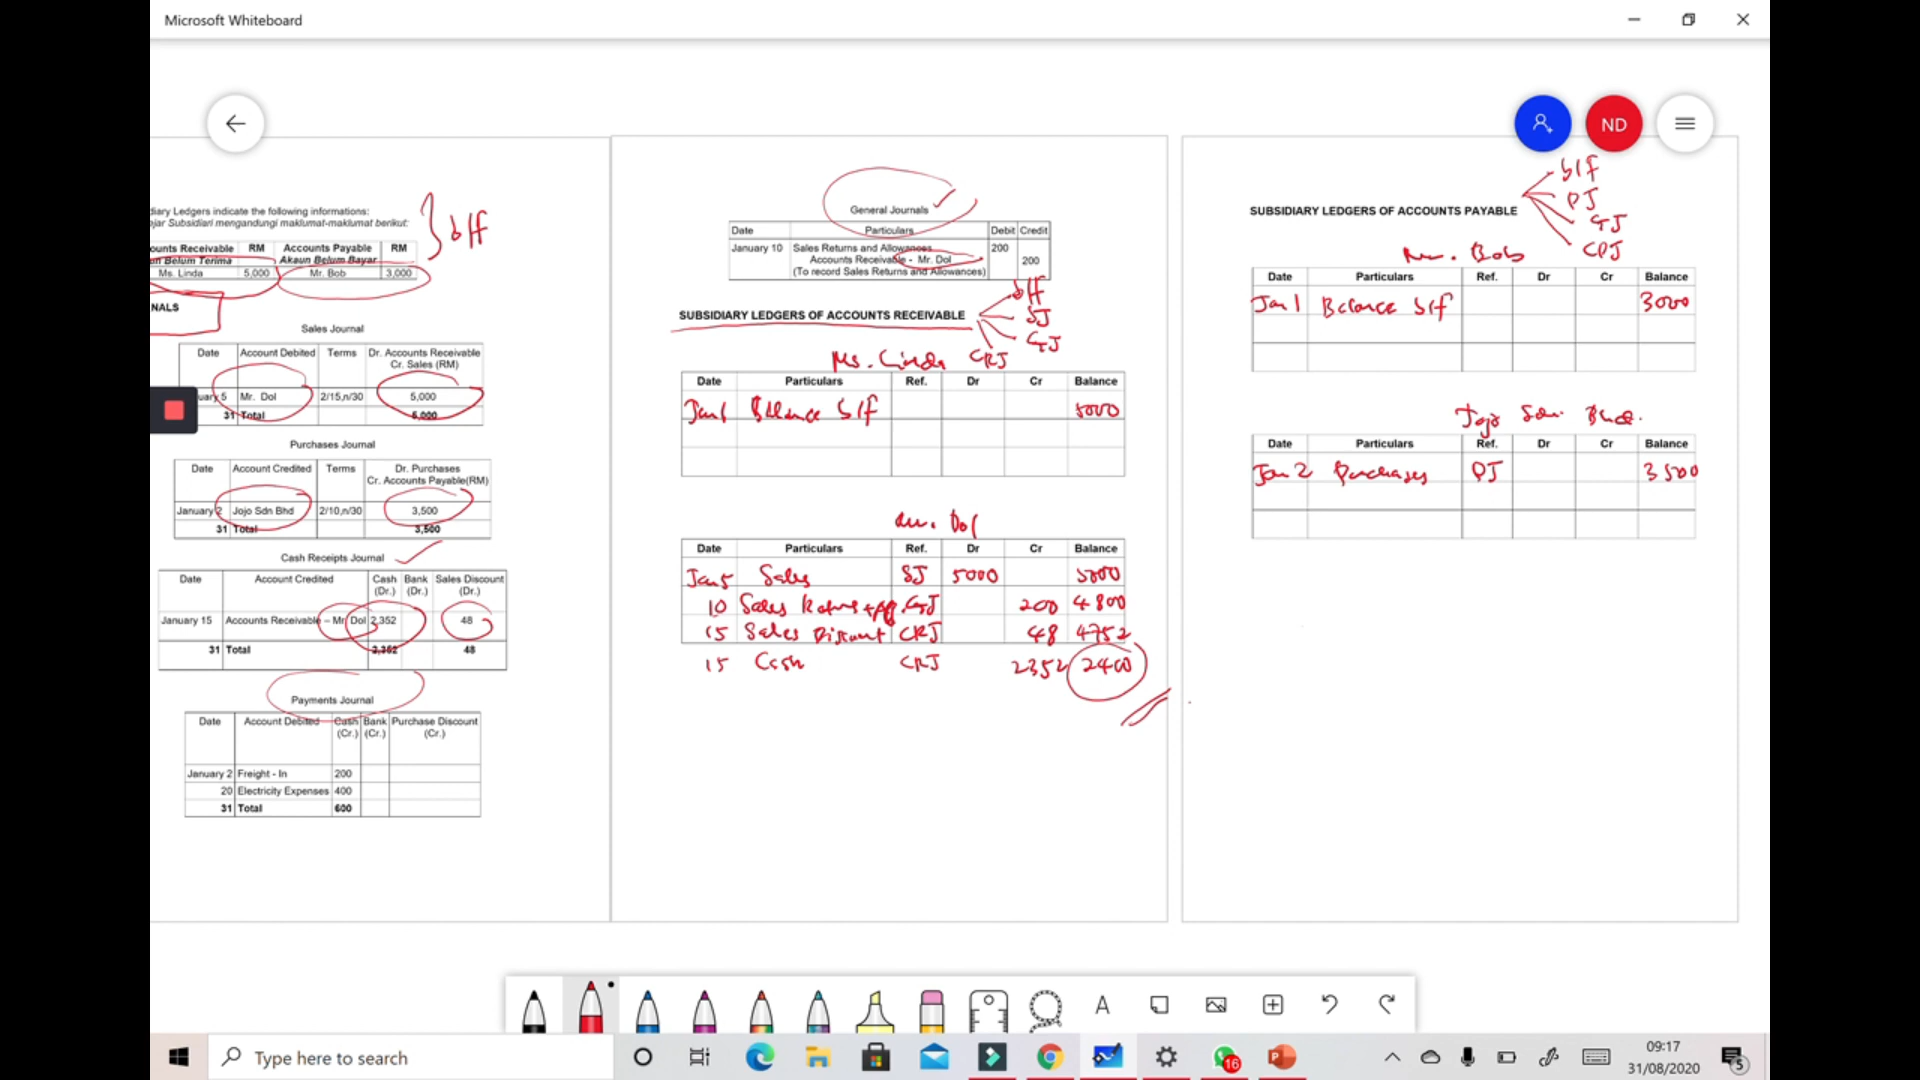 Microsoft Whiteboard
ND
diary Ledgers indicate the following informations:
ajar Subsidiari mengandungi maklumat-maklumat berikut:
b/f
ounts Receivable RM Accounts Payable RM
un Belum Terima Akaun Belum Bayar
Ms. Linda 5,000 Mr. Bob 3,000
NALS
Sales Journal
Date Account Debited Terms Dr. Accounts Receivable
Cr. Sales (RM)
uary 5 Mr. Dol 2/15,n/30 5,000
31 Total 5,000
Purchases Journal
Date Account Credited Terms Dr. Purchases
Cr. Accounts Payable(RM)
January 2 Jojo Sdn Bhd 2/10,n/30 3,500
31 Total 3,500
Cash Receipts Journal
Date Account Credited Cash Bank Sales Discount
(Dr.) (Dr.) (Dr.)
January 15 Accounts Receivable – Mr Dol 2,352 48
31 Total 2,352 48
Payments Journal
Date Account Debited Cash Bank Purchase Discount
(Cr.) (Cr.) (Cr.)
January 2 Freight - In 200
20 Electricity Expenses 400
31 Total 600
General Journals
Date Particulars Debit Credit
January 10 Sales Returns and Allowances 200
Accounts Receivable - Mr. Dol 200
(To record Sales Returns and Allowances)
SUBSIDIARY LEDGERS OF ACCOUNTS RECEIVABLE
b/f
SJ
GJ
CRJ
Ms. Linda
Date Particulars Ref. Dr Cr Balance
Jan 1 Balance b/f 5000
Mr. Dol
Date Particulars Ref. Dr Cr Balance
Jan 5 Sales SJ 5000 5000
10 Sales Return + GJ 200 4800
15 Sales Discount CRJ 48 4752
15 Cash CRJ 2352 2400
SUBSIDIARY LEDGERS OF ACCOUNTS PAYABLE
b/f
PJ
GJ
CPJ
Mr. Bob
Date Particulars Ref. Dr Cr Balance
Jan 1 Balance b/f 3000
Jojo Sdn. Bhd.
Date Particulars Ref. Dr Cr Balance
Jan 2 Purchases PJ 3500
A
Type here to search
16
09:17
31/08/2020
5